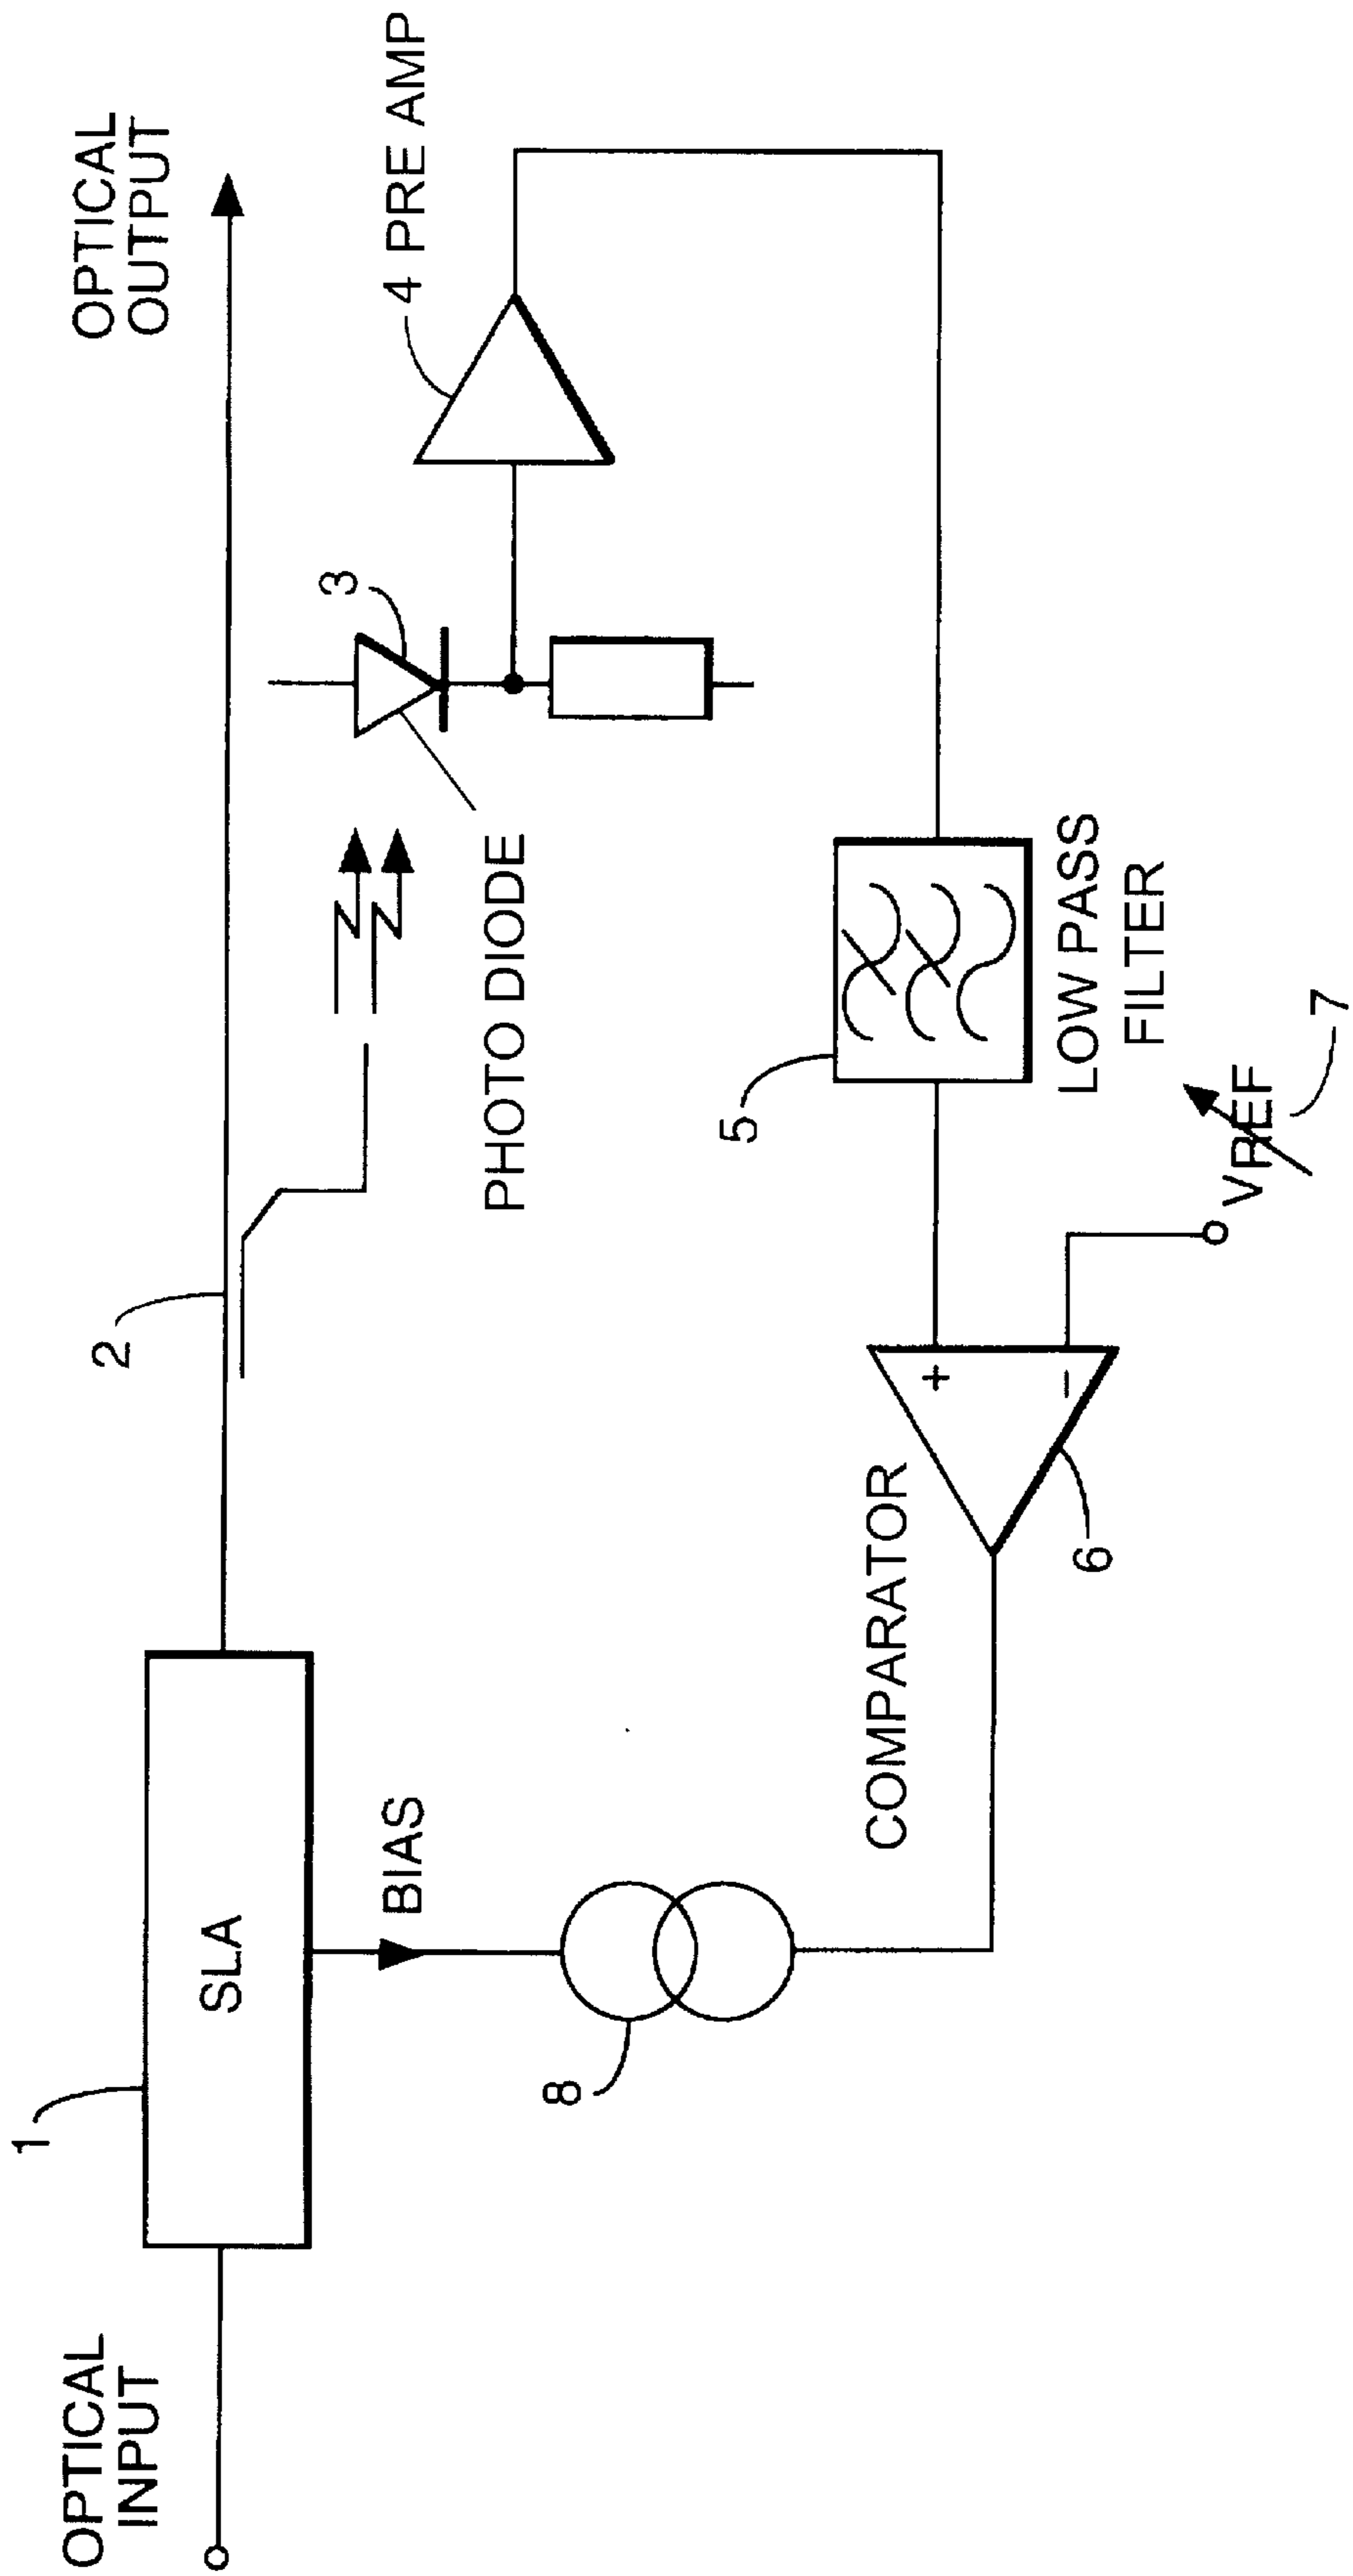 OPTICAL
INPUT
1
SLA
BIAS
8
2
OPTICAL
OUTPUT
PHOTO DIODE
3
4 PRE AMP
5
LOW PASS
FILTER
COMPARATOR
+
−
6
VREF
7